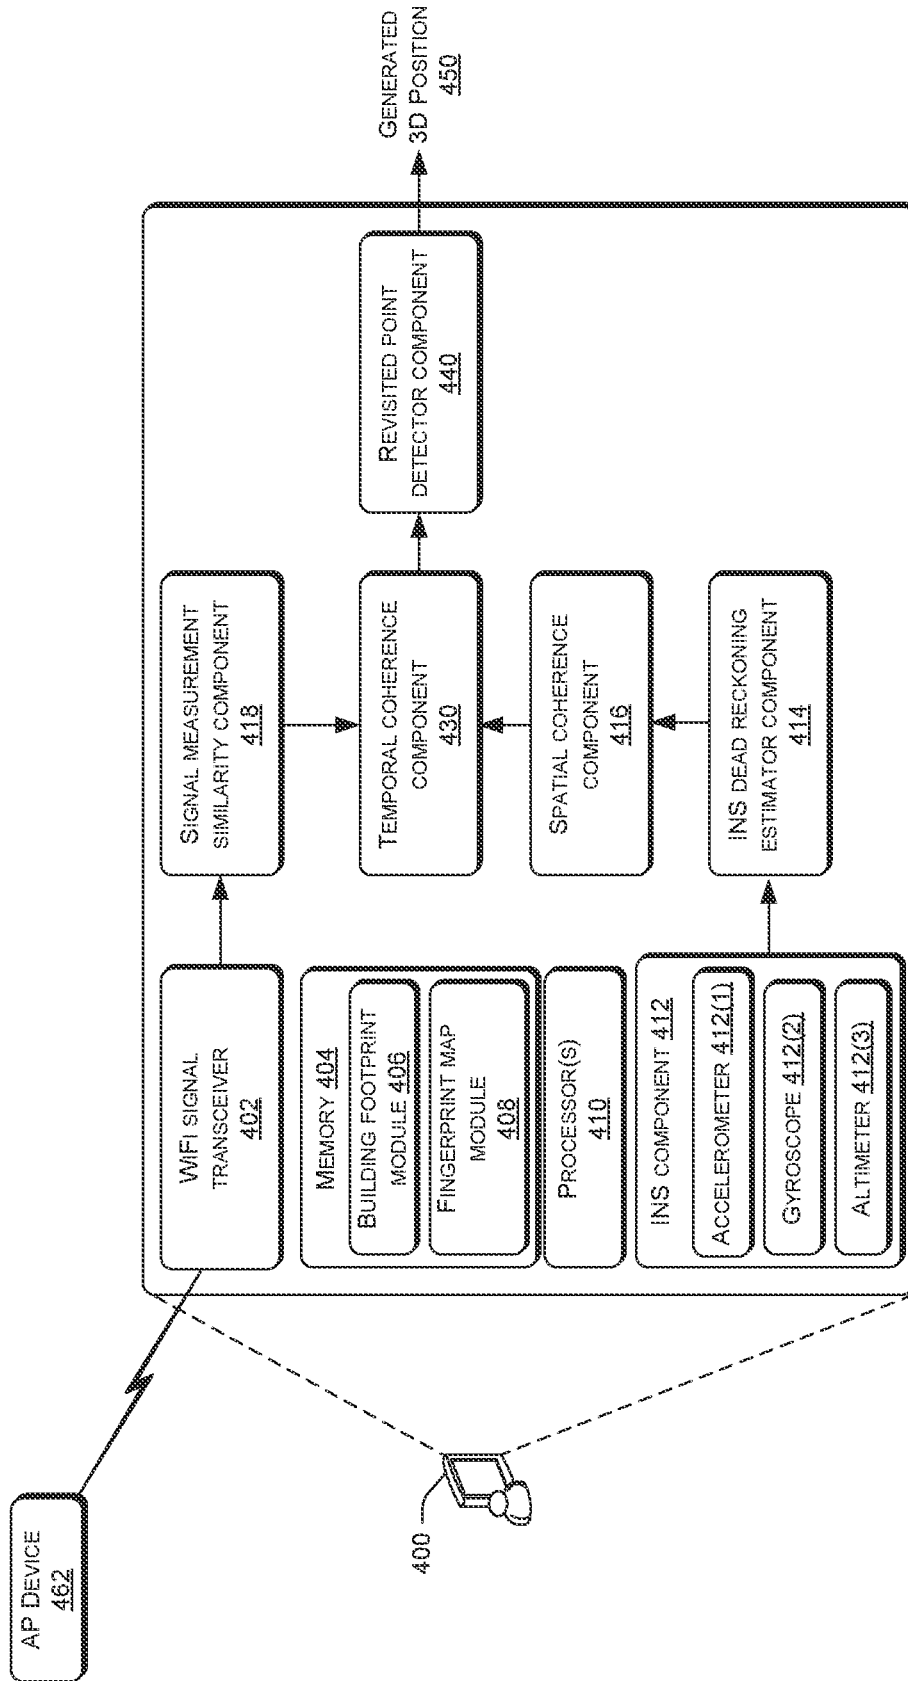 AP DEVICE
462
400
WIFI SIGNAL
TRANSCEIVER
402
MEMORY 404
BUILDING FOOTPRINT
MODULE 406
FINGERPRINT MAP
MODULE
408
PROCESSOR(S)
410
INS COMPONENT 412
ACCELEROMETER 412(1)
GYROSCOPE 412(2)
ALTIMETER 412(3)
SIGNAL MEASUREMENT
SIMILARITY COMPONENT
418
TEMPORAL COHERENCE
COMPONENT
430
SPATIAL COHERENCE
COMPONENT
416
INS DEAD RECKONING
ESTIMATOR COMPONENT
414
REVISITED POINT
DETECTOR COMPONENT
440
GENERATED
3D POSITION
450